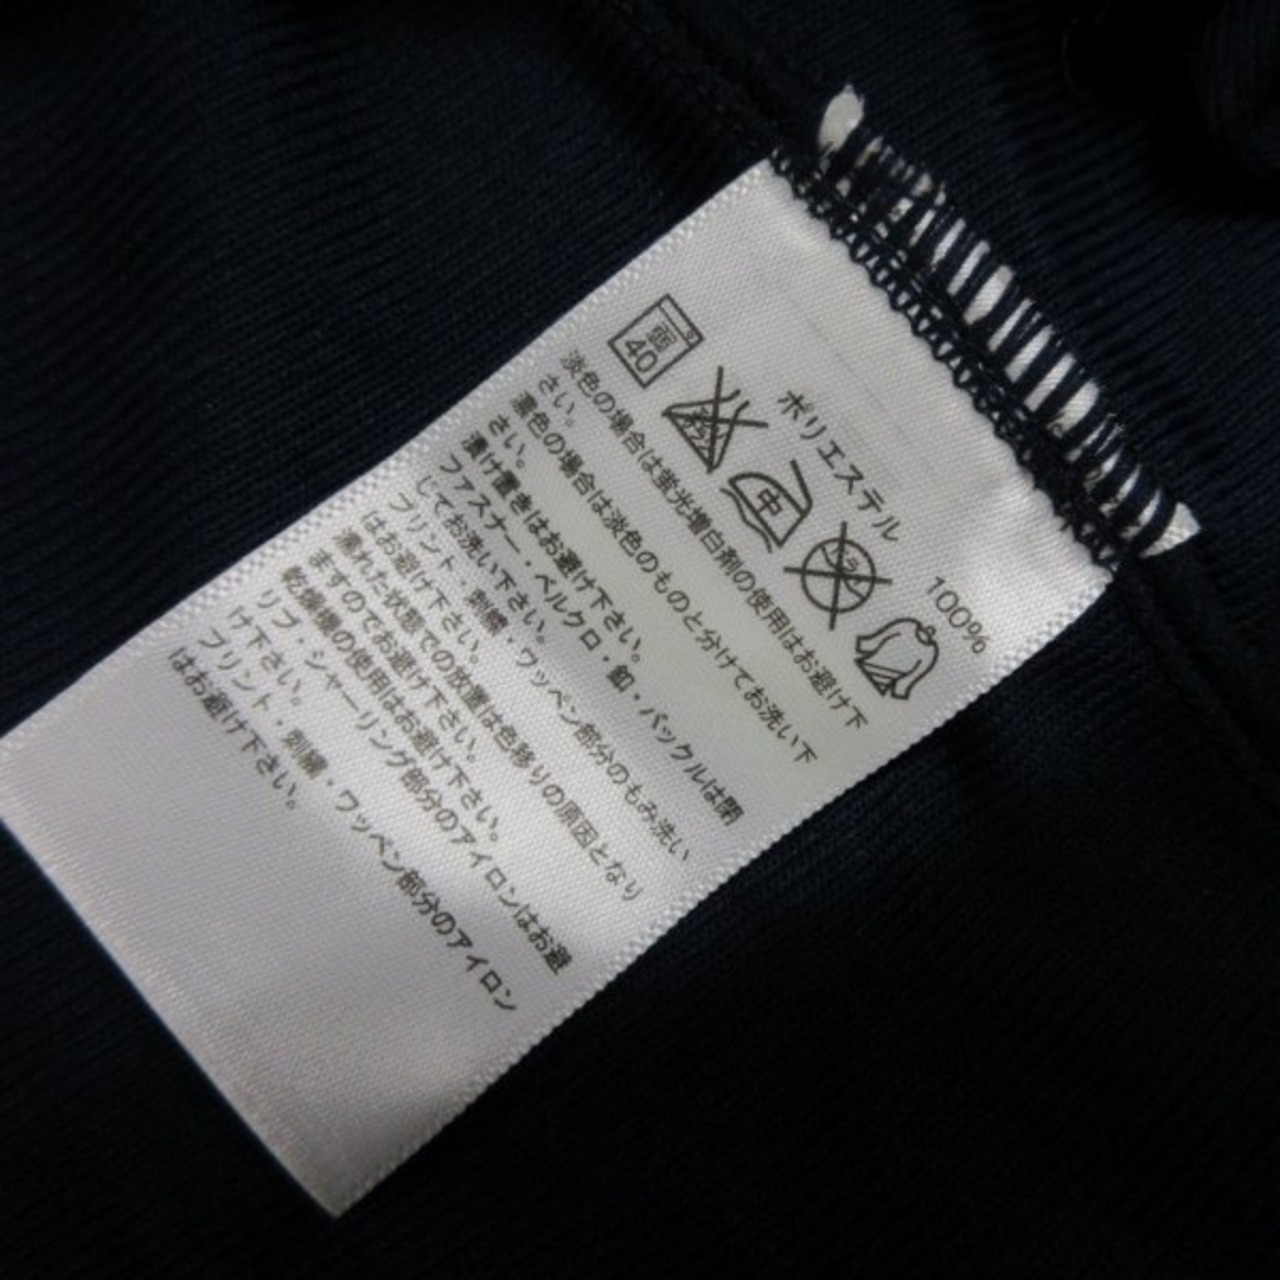 ポリエステル 100%
弱 40
エンソサラシ
中
ドライ
淡色の場合は蛍光増白剤の使用はお避け下
さい。
濃色の場合は淡色のものと分けてお洗い下
さい。
漬け置きはお避け下さい。
ファスナー・ベルクロ・釦・バックルは閉
じてお洗い下さい。
プリント・刺繍・ワッペン部分のもみ洗い
はお避け下さい。
濡れた状態での放置は色移りの原因となり
ますのでお避け下さい。
乾燥機の使用はお避け下さい。
リブ・シャーリング部分のアイロンはお避
け下さい。
プリント・刺繍・ワッペン部分のアイロン
はお避け下さい。